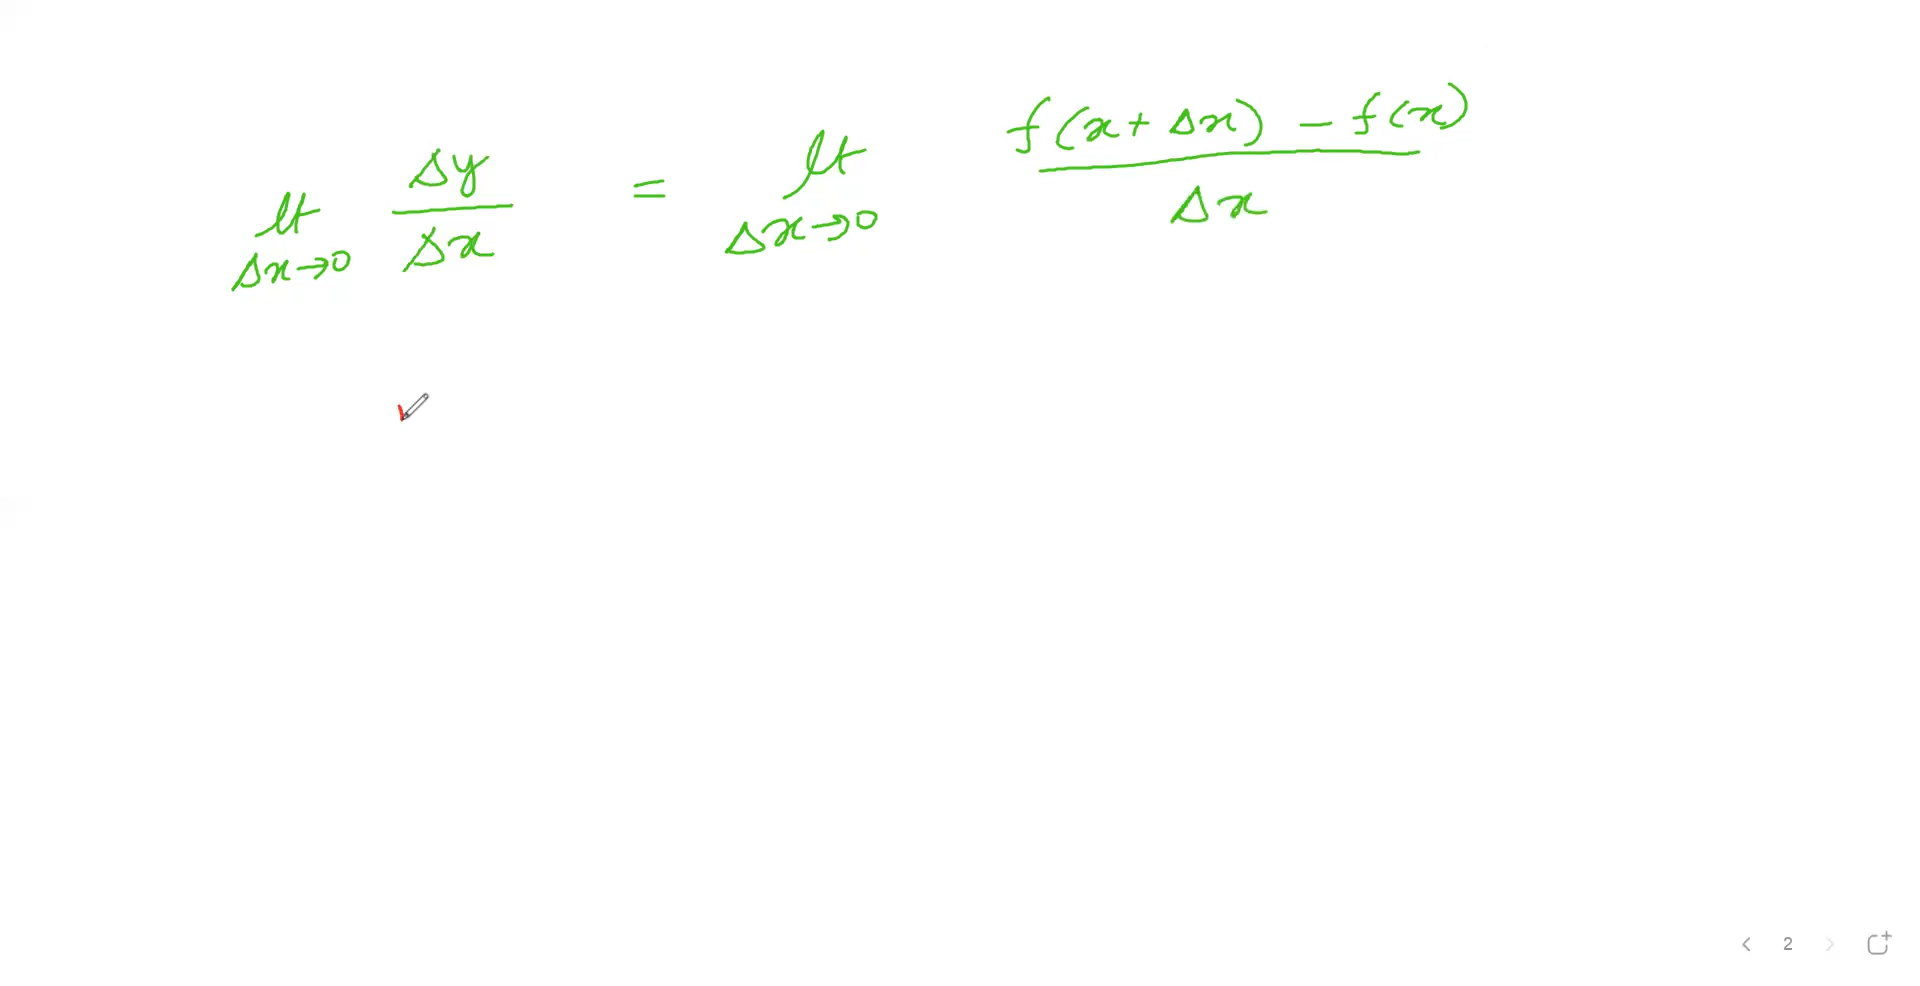 lt Δx→0 Δy/Δx = lt Δx→0 f(x+Δx) - f(x)/Δx
2